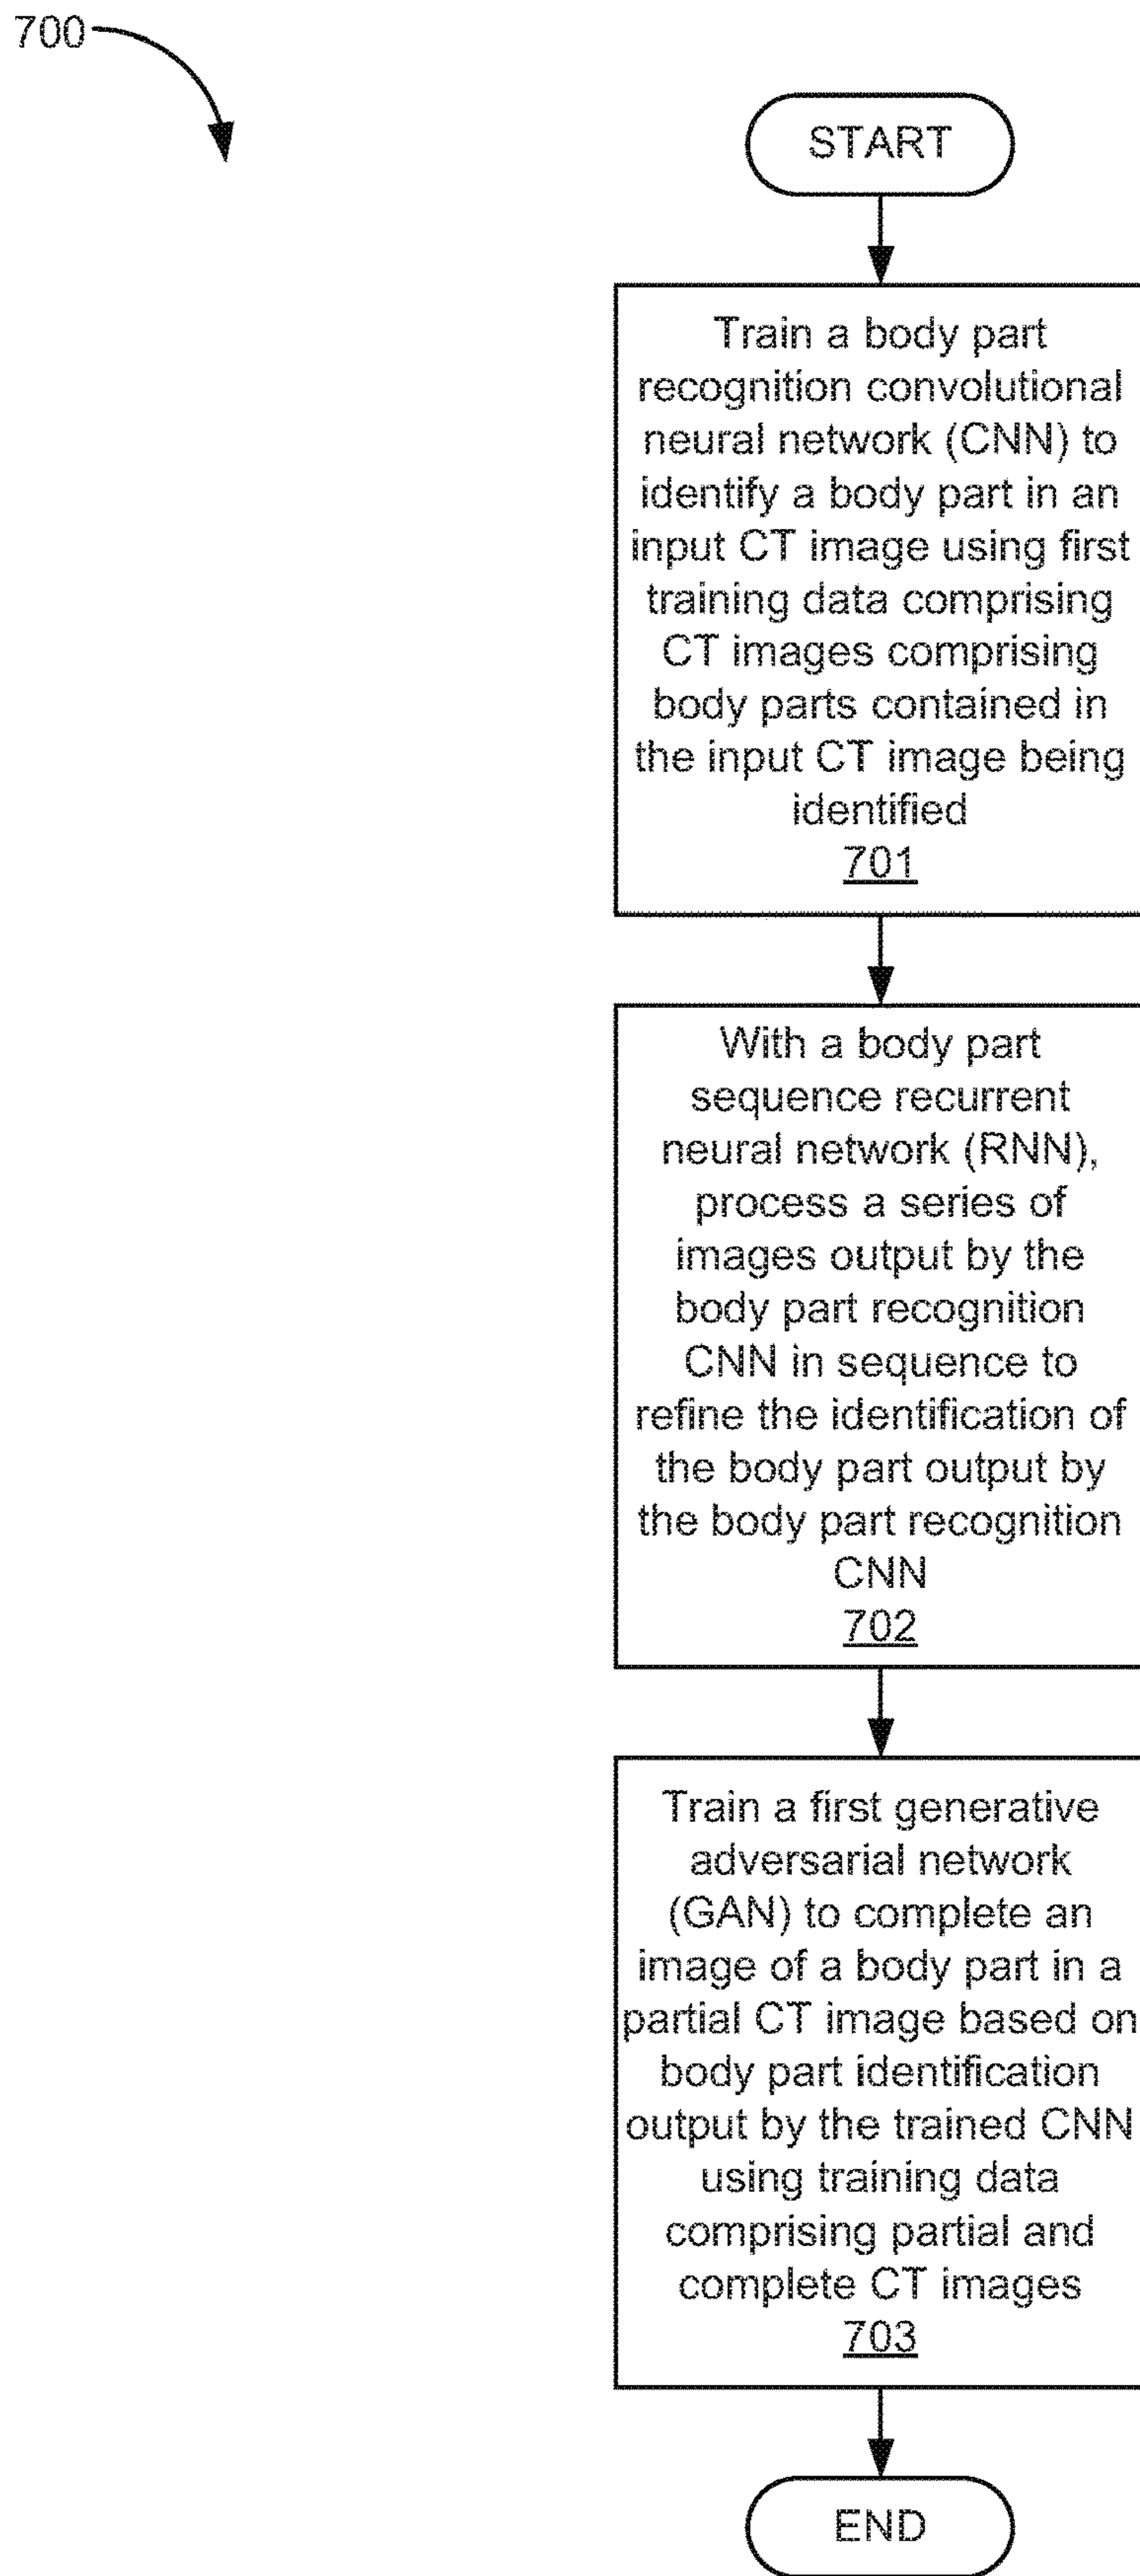 700
START
Train a body part
recognition convolutional
neural network (CNN) to
identify a body part in an
input CT image using first
training data comprising
CT images comprising
body parts contained in
the input CT image being
identified
701
With a body part
sequence recurrent
neural network (RNN),
process a series of
images output by the
body part recognition
CNN in sequence to
refine the identification of
the body part output by
the body part recognition
CNN
702
Train a first generative
adversarial network
(GAN) to complete an
image of a body part in a
partial CT image based on
body part identification
output by the trained CNN
using training data
comprising partial and
complete CT images
703
END